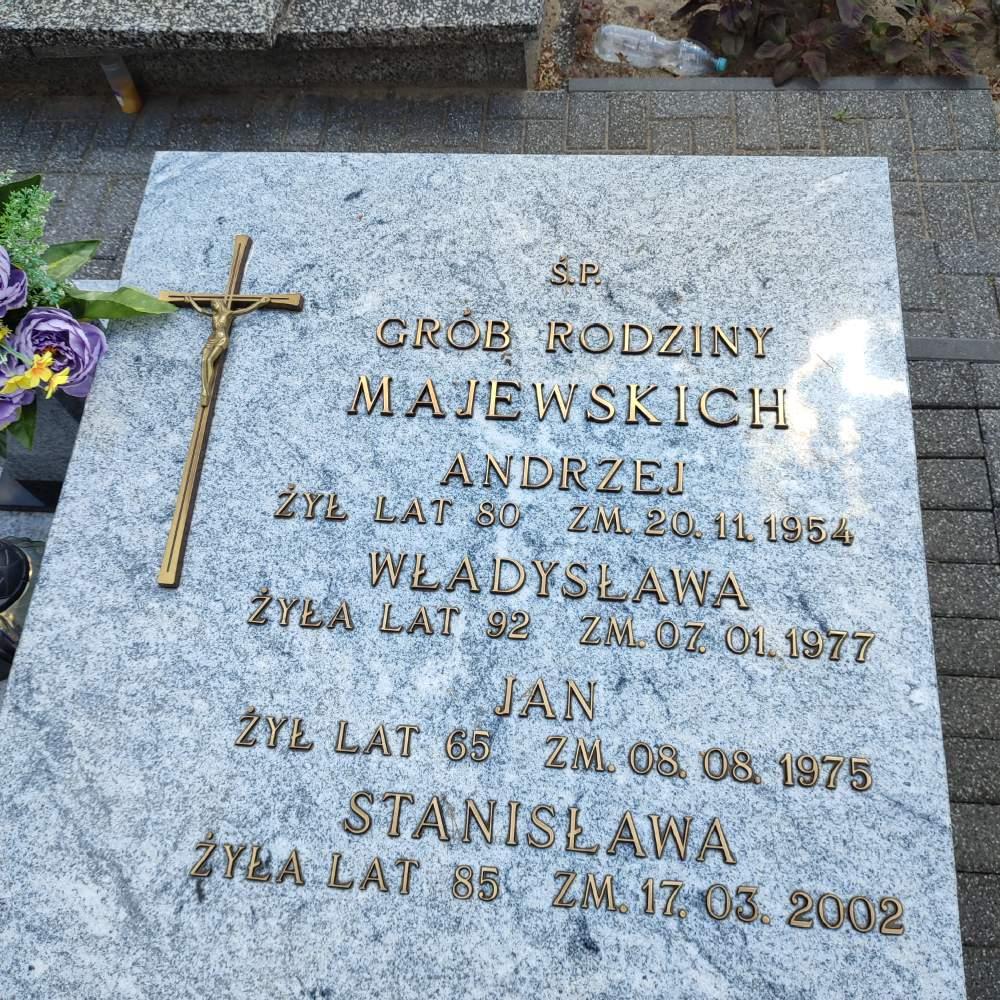 Ś.P.
GRÓB RODZINY
MAJEWSKICH
ANDRZEJ
ŻYŁ LAT 80 ZM. 20. 11. 1954
WŁADYSŁAWA
ŻYŁA LAT 92 ZM. 07. 01. 1977
JAN
ŻYŁ LAT 65 ZM. 08. 08. 1975
STANISŁAWA
ŻYŁA LAT 85 ZM. 17. 03. 2002